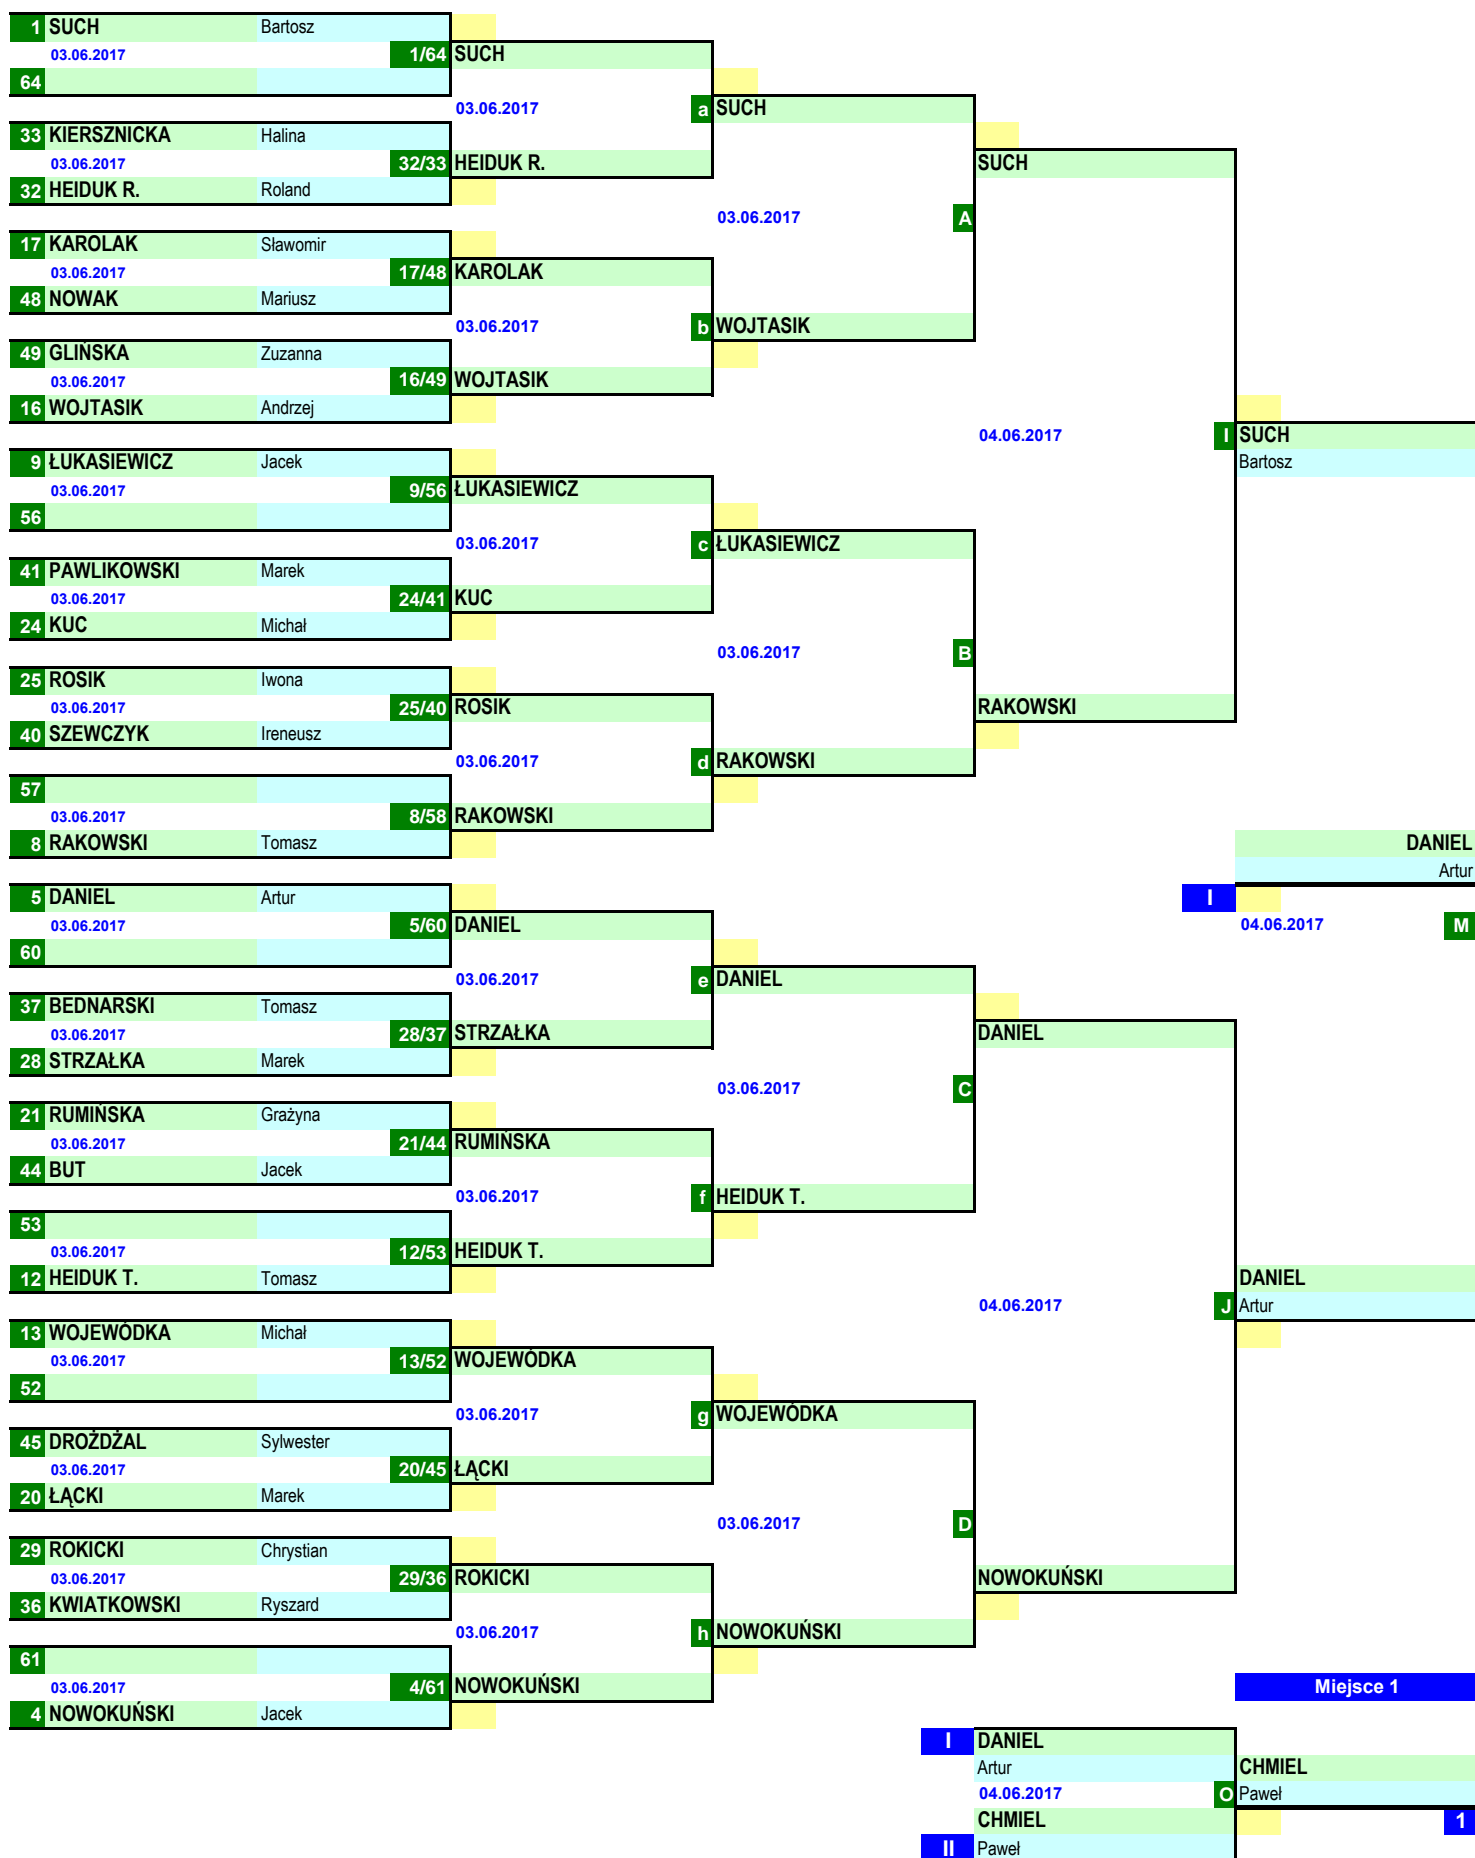 1 SUCH Bartosz
03.06.2017 1/64 SUCH
64
03.06.2017 a SUCH
33 KIERSZNICKA Halina
03.06.2017 32/33 HEIDUK R. SUCH
32 HEIDUK R. Roland
03.06.2017 A
17 KAROLAK Sławomir
03.06.2017 17/48 KAROLAK
48 NOWAK Mariusz
03.06.2017 b WOJTASIK
49 GLIŃSKA Zuzanna
03.06.2017 16/49 WOJTASIK
16 WOJTASIK Andrzej
04.06.2017 I SUCH
9 ŁUKASIEWICZ Jacek Bartosz
03.06.2017 9/56 ŁUKASIEWICZ
56
03.06.2017 c ŁUKASIEWICZ
41 PAWLIKOWSKI Marek
03.06.2017 24/41 KUC
24 KUC Michał
03.06.2017 B
25 ROSIK Iwona
03.06.2017 25/40 ROSIK RAKOWSKI
40 SZEWCZYK Ireneusz
03.06.2017 d RAKOWSKI
57
03.06.2017 8/58 RAKOWSKI
8 RAKOWSKI Tomasz DANIEL
Artur
5 DANIEL Artur I
03.06.2017 5/60 DANIEL 04.06.2017 M
60
03.06.2017 e DANIEL
37 BEDNARSKI Tomasz
03.06.2017 28/37 STRZAŁKA DANIEL
28 STRZAŁKA Marek
03.06.2017 C
21 RUMIŃSKA Grażyna
03.06.2017 21/44 RUMIŃSKA
44 BUT Jacek
03.06.2017 f HEIDUK T.
53
03.06.2017 12/53 HEIDUK T.
12 HEIDUK T. Tomasz DANIEL
04.06.2017 J Artur
13 WOJEWÓDKA Michał
03.06.2017 13/52 WOJEWÓDKA
52
03.06.2017 g WOJEWÓDKA
45 DROŻDŻAL Sylwester
03.06.2017 20/45 ŁĄCKI
20 ŁĄCKI Marek
03.06.2017 D
29 ROKICKI Chrystian
03.06.2017 29/36 ROKICKI NOWOKUŃSKI
36 KWIATKOWSKI Ryszard
03.06.2017 h NOWOKUŃSKI
61
03.06.2017 4/61 NOWOKUŃSKI Miejsce 1
4 NOWOKUŃSKI Jacek
I DANIEL
Artur CHMIEL
04.06.2017 O Paweł
CHMIEL 1
II Paweł